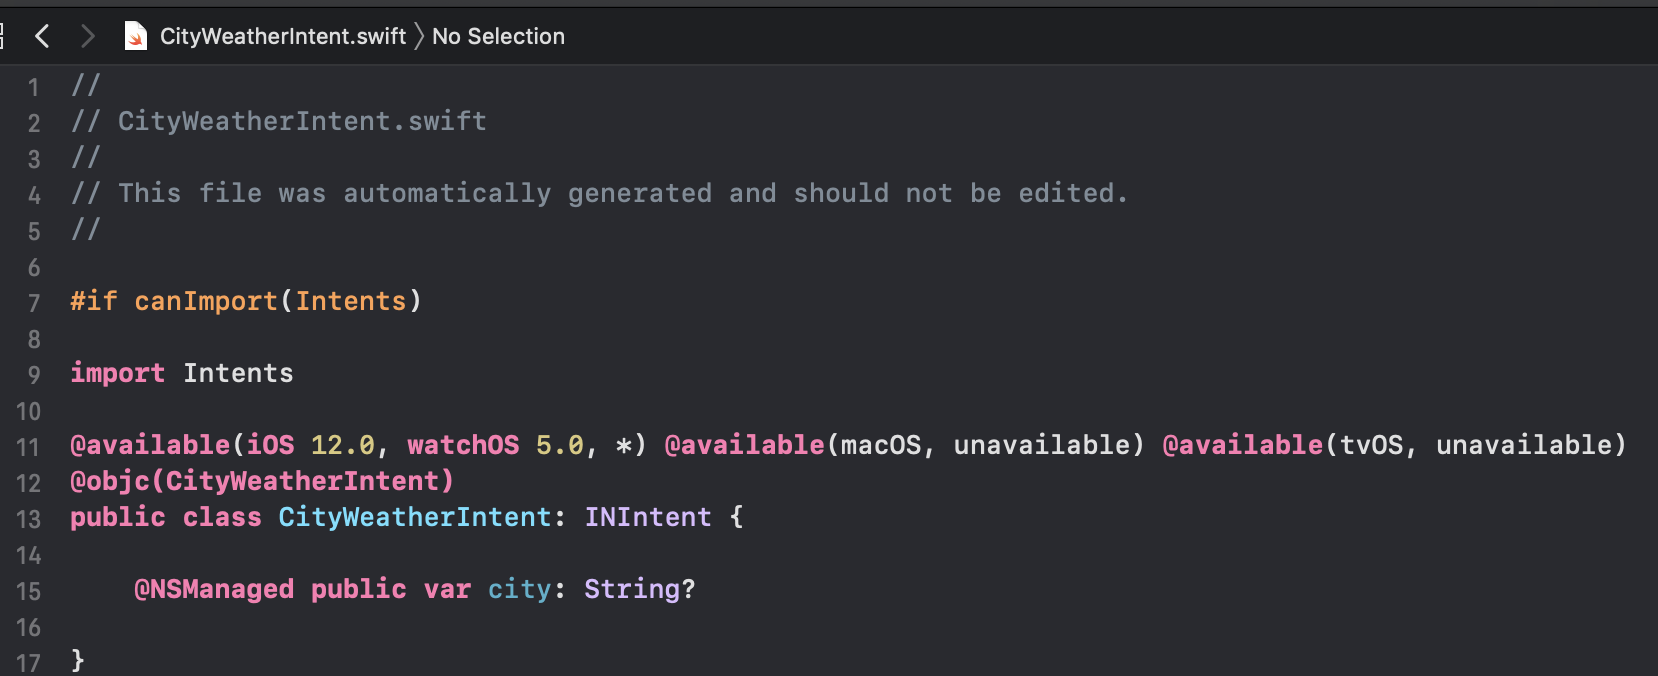 CityWeatherIntent.swift 〉 No Selection
1 //
2 // CityWeatherIntent.swift
3 //
4 // This file was automatically generated and should not be edited.
5 //
6
7 #if canImport(Intents)
8
9 import Intents
10
11 @available(iOS 12.0, watchOS 5.0, *) @available(macOS, unavailable) @available(tvOS, unavailable)
12 @objc(CityWeatherIntent)
13 public class CityWeatherIntent: INIntent {
14
15     @NSManaged public var city: String?
16
17 }